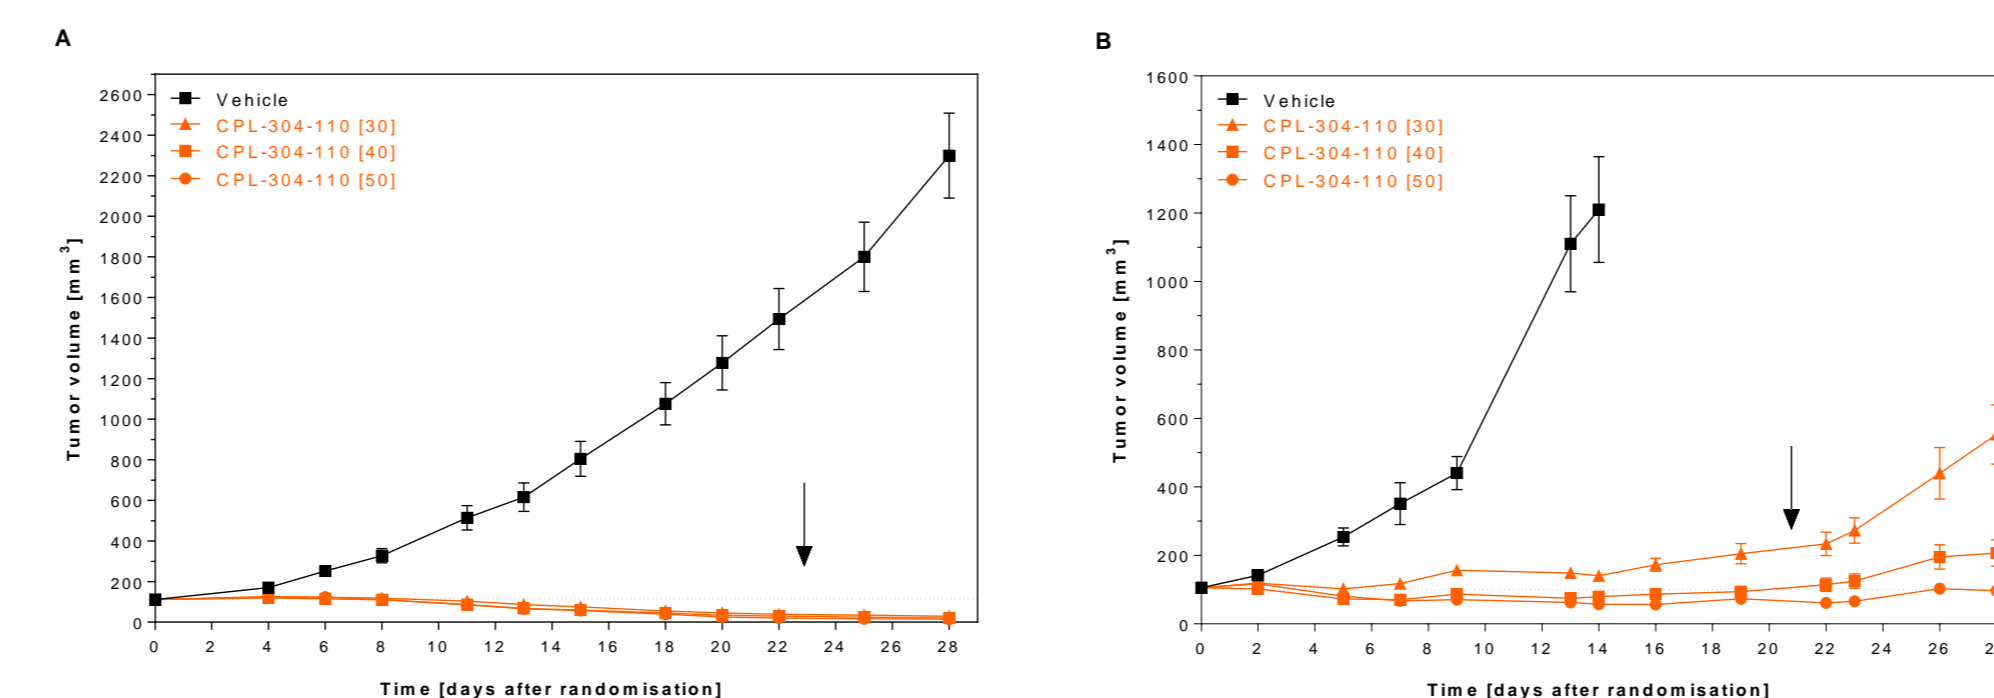 A
Tumor volume [mm3]
2600
2400
2200
2000
1800
1600
1400
1200
1000
800
600
400
200
0
Vehicle
CPL-304-110 [30]
CPL-304-110 [40]
CPL-304-110 [50]
0 2 4 6 8 10 12 14 16 18 20 22 24 26 28
Time [days after randomisation]
B
Tumor volume [mm3]
1600
1400
1200
1000
800
600
400
200
0
Vehicle
CPL-304-110 [30]
CPL-304-110 [40]
CPL-304-110 [50]
0 2 4 6 8 10 12 14 16 18 20 22 24 26 2
Time [days after randomisation]